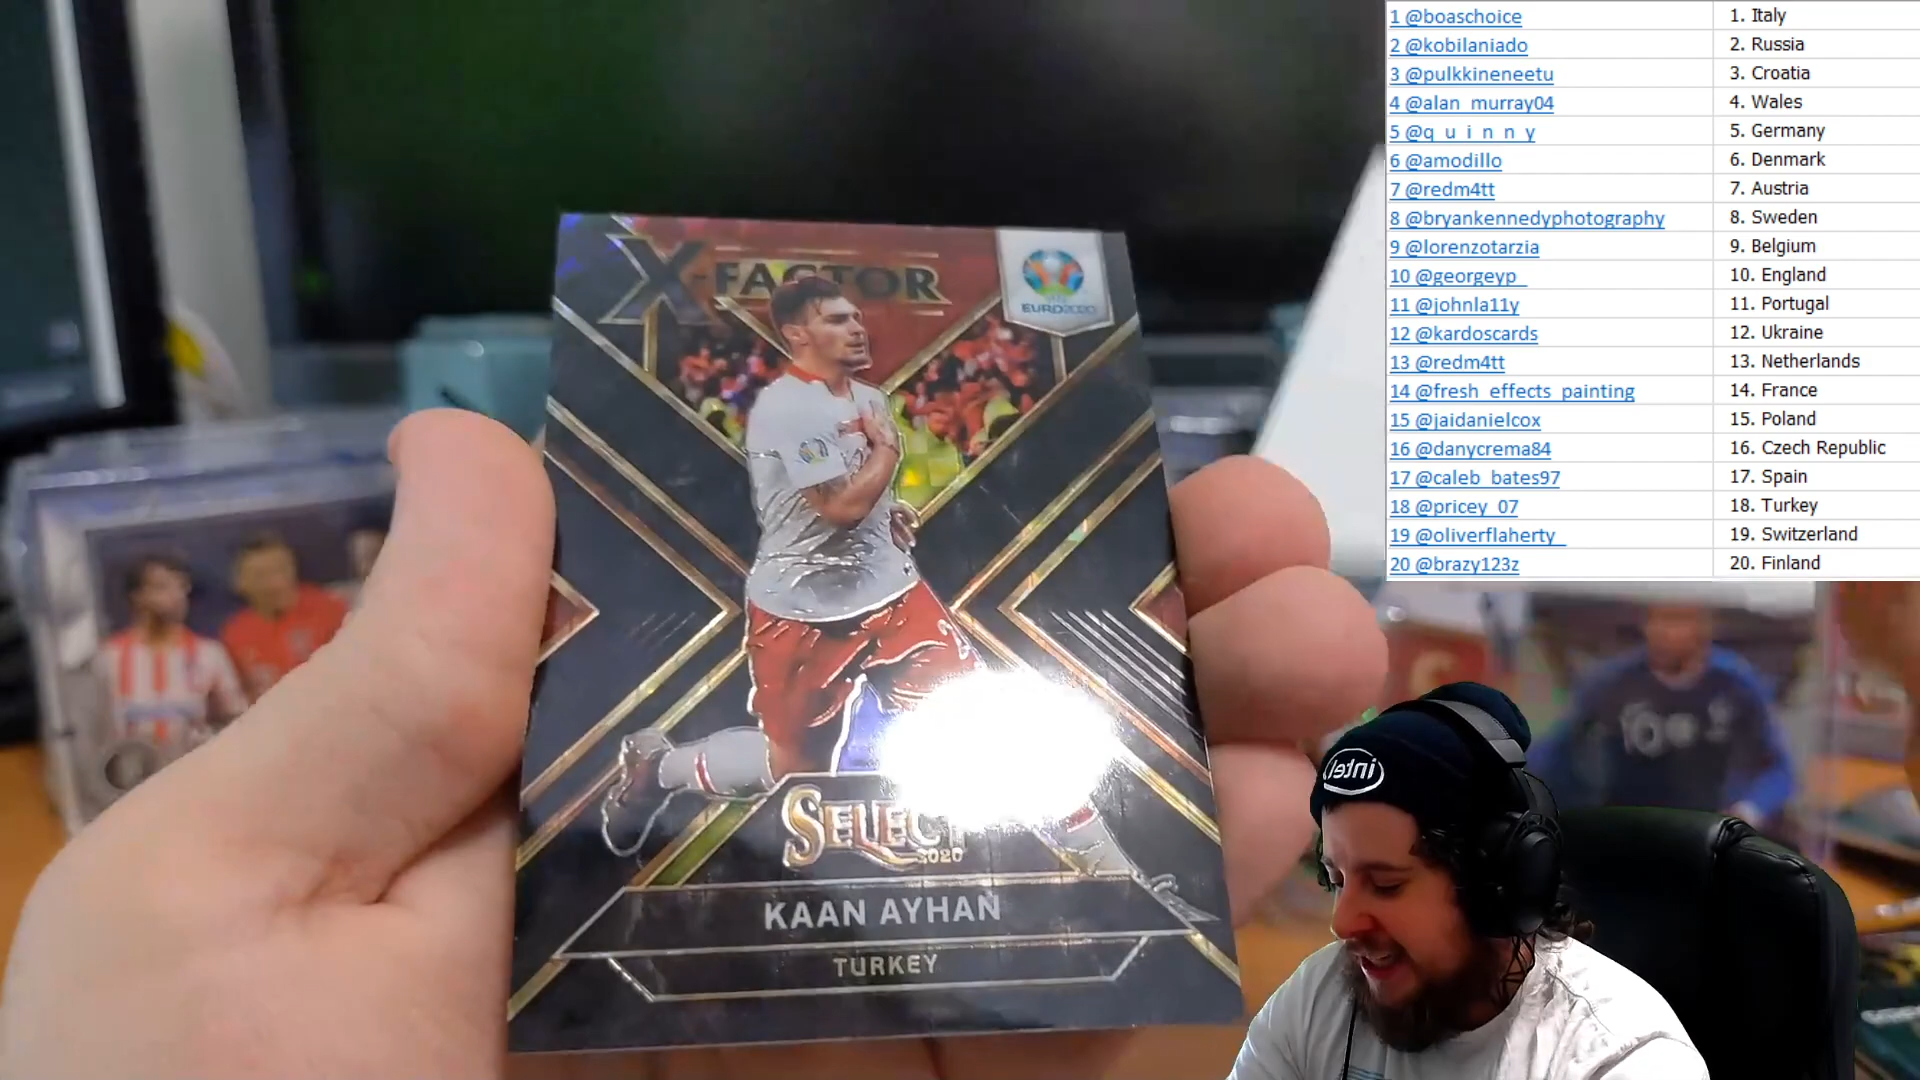 X-FACTOR
EURO2020
SELECT
2020
KAAN AYHAN
TURKEY
1 @boaschoice 1. Italy
2 @kobilaniado 2. Russia
3 @pulkkineneetu 3. Croatia
4 @alan_murray04 4. Wales
5 @q_u_i_n_n_y 5. Germany
6 @amodillo 6. Denmark
7 @redm4tt 7. Austria
8 @bryankennedyphotography 8. Sweden
9 @lorenzotarzia 9. Belgium
10 @georgeyp_ 10. England
11 @johnla11y 11. Portugal
12 @kardoscards 12. Ukraine
13 @redm4tt 13. Netherlands
14 @fresh_effects_painting 14. France
15 @jaidanielcox 15. Poland
16 @danycrema84 16. Czech Republic
17 @caleb_bates97 17. Spain
18 @pricey_07 18. Turkey
19 @oliverflaherty_ 19. Switzerland
20 @brazy123z 20. Finland
intel